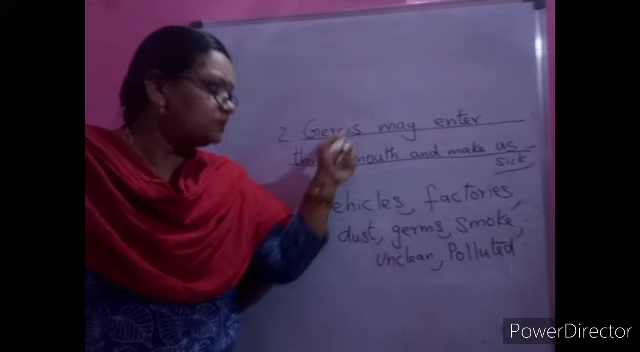 2 Germs may enter
mouth and make us
sick
vehicles, factories
dust, germs, smoke,
unclean, Polluted
PowerDirector